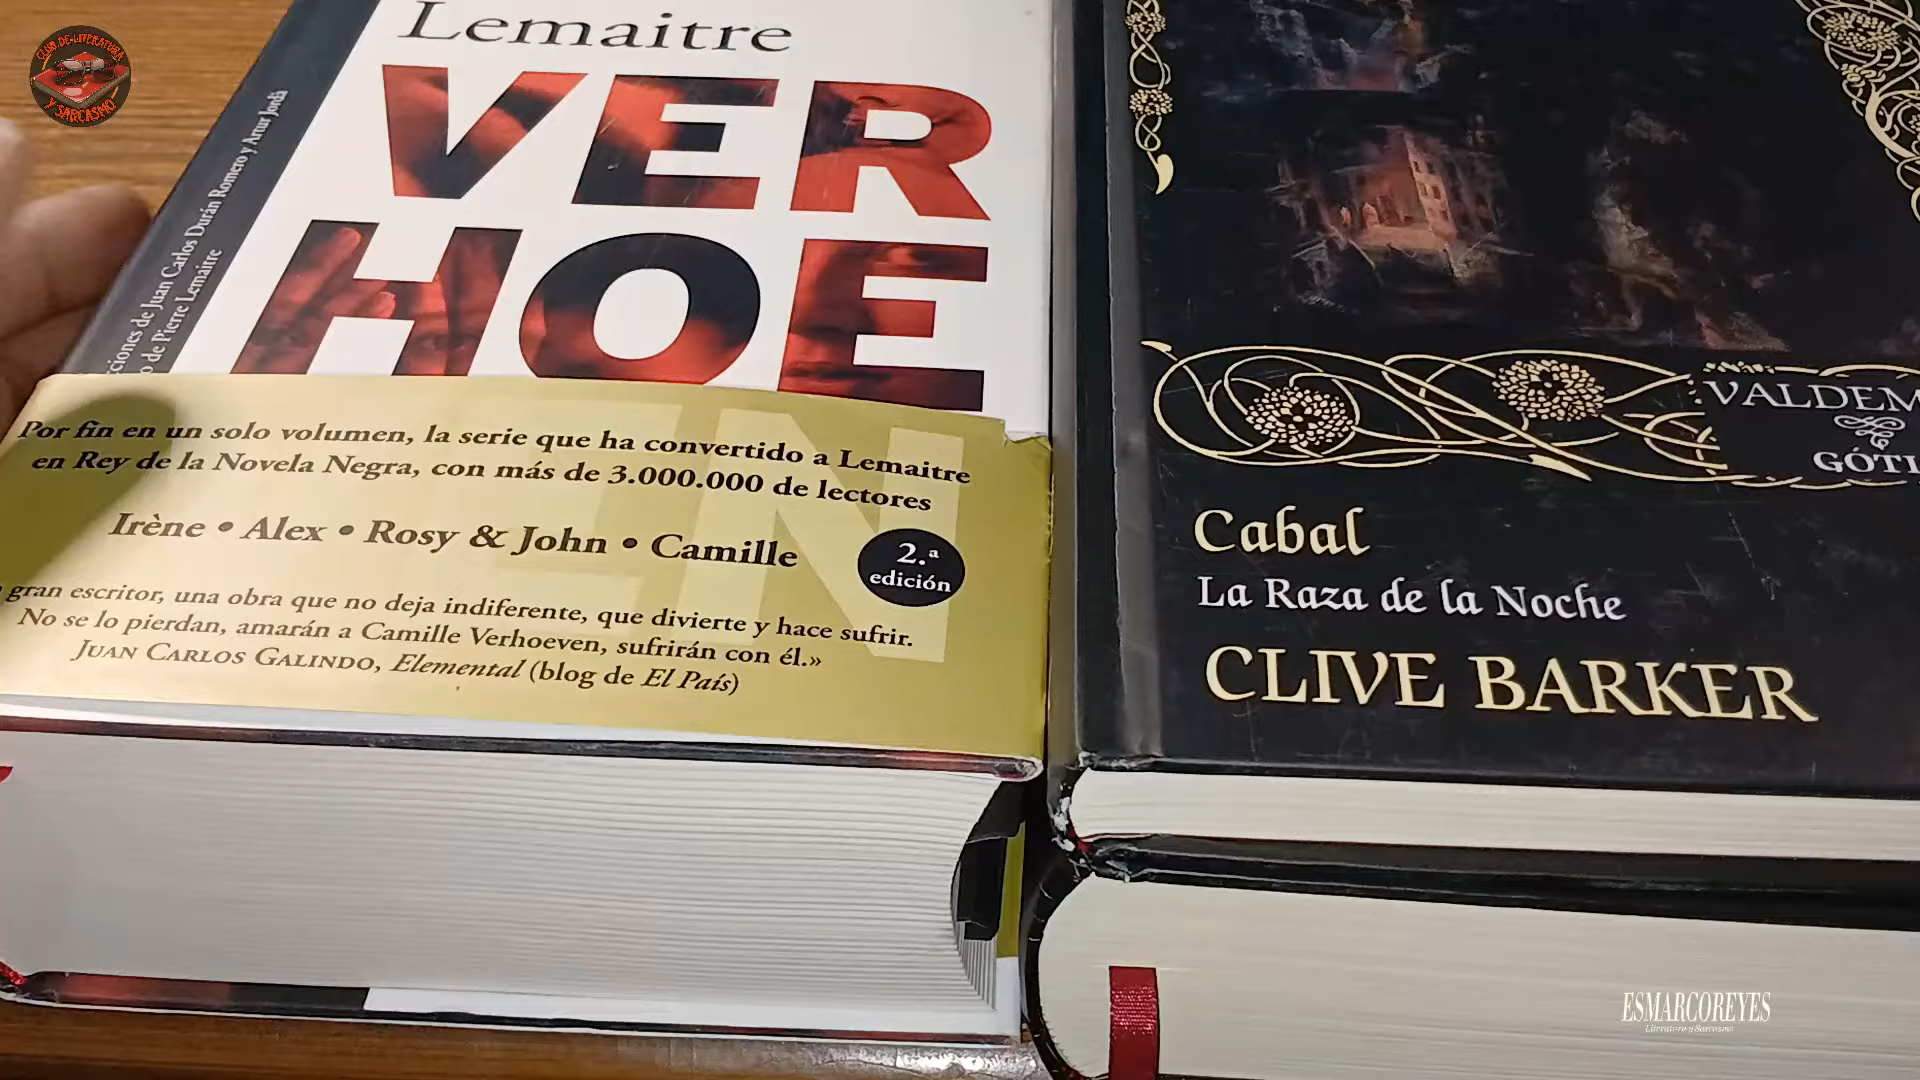 CLUB DE LITERATURA
Y SARCASMO
Lemaitre
VER
HOE
EN
de Juan Carlos Durán Romero y Artur Jordà
de Pierre Lemaitre
Por fin en un solo volumen, la serie que ha convertido a Lemaitre
en Rey de la Novela Negra, con más de 3.000.000 de lectores
Irène • Alex • Rosy & John • Camille
2.ª
edición
gran escritor, una obra que no deja indiferente, que divierte y hace sufrir.
No se lo pierdan, amarán a Camille Verhoeven, sufrirán con él.»
JUAN CARLOS GALINDO, Elemental (blog de El País)
VALDEM
GÓTI
Cabal
La Raza de la Noche
CLIVE BARKER
ESMARCOREYES
Literatura y Sarcasmo